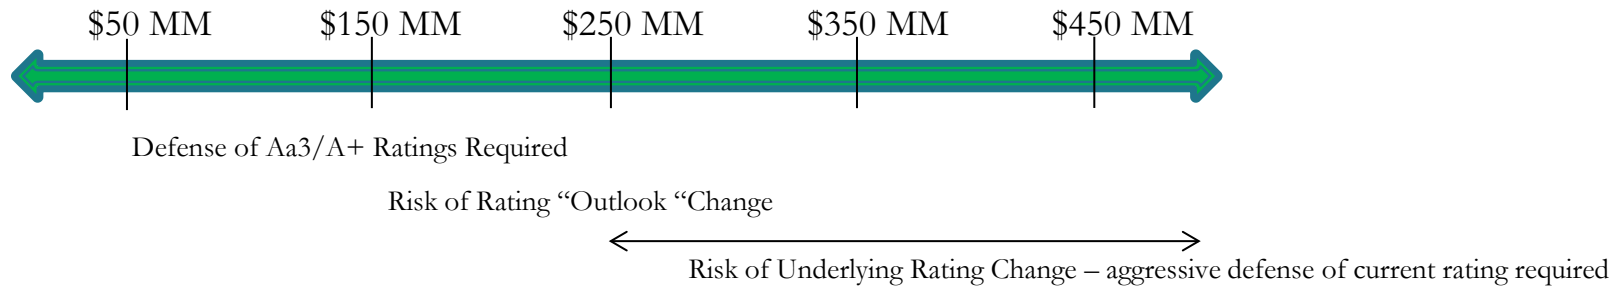 $50 MM $150 MM $250 MM $350 MM $450 MM
Defense of Aa3/A+ Ratings Required
Risk of Rating “Outlook “Change
Risk of Underlying Rating Change – aggressive defense of current rating required